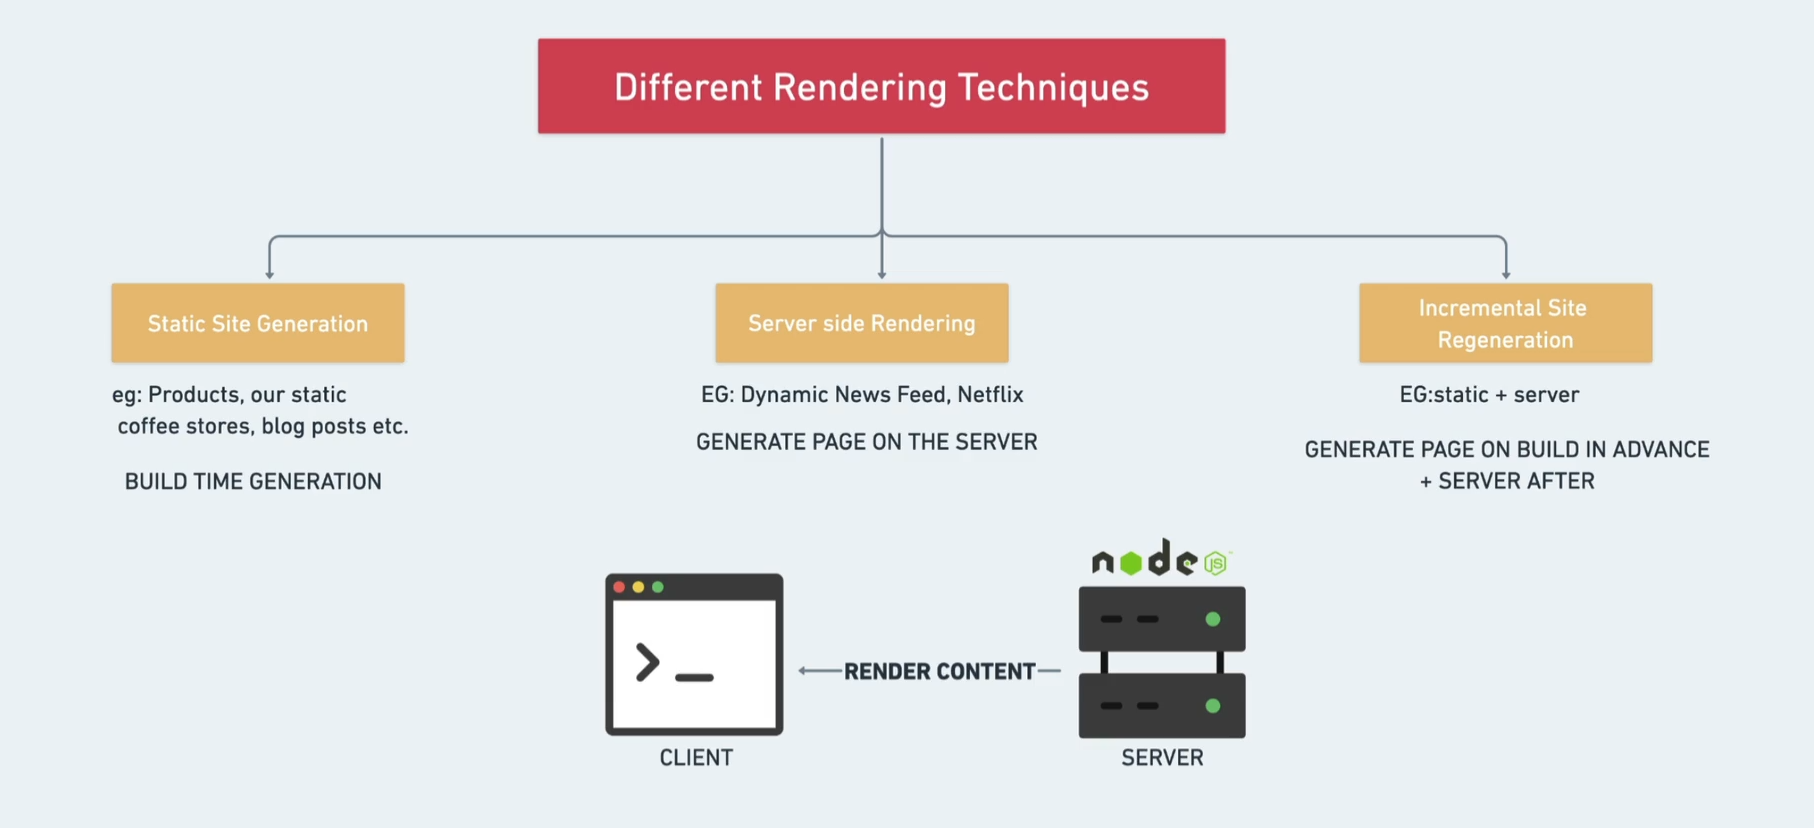 Different Rendering Techniques
Static Site Generation
eg: Products, our static
coffee stores, blog posts etc.
BUILD TIME GENERATION
Server side Rendering
EG: Dynamic News Feed, Netflix
GENERATE PAGE ON THE SERVER
Incremental Site
Regeneration
EG:static + server
GENERATE PAGE ON BUILD IN ADVANCE
+ SERVER AFTER
node
JS
RENDER CONTENT
CLIENT
SERVER